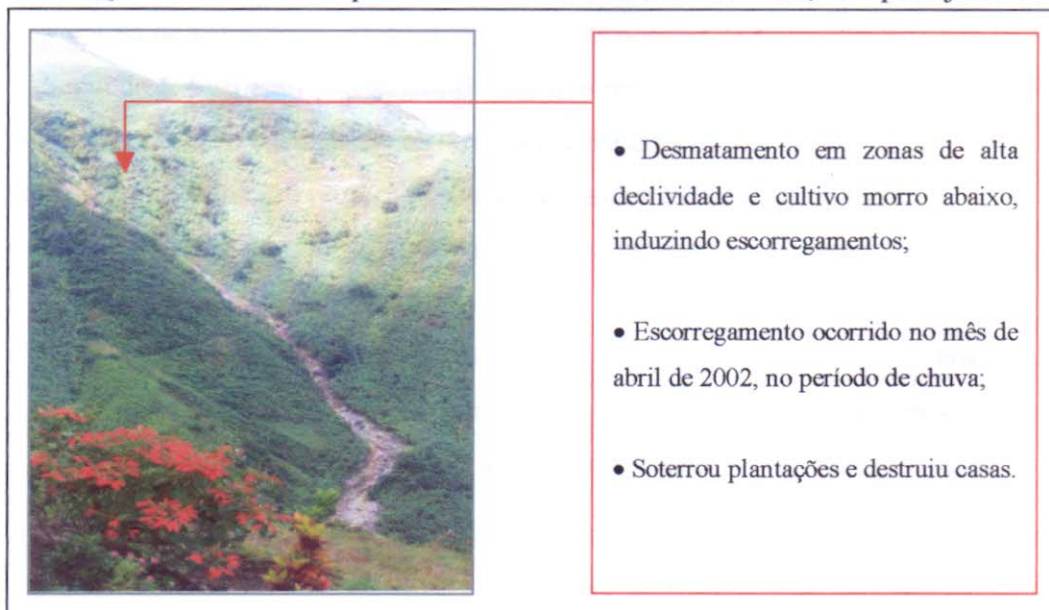 • Desmatamento em zonas de alta
declividade e cultivo morro abaixo,
induzindo escorregamentos;
• Escorregamento ocorrido no mês de
abril de 2002, no período de chuva;
• Soterrou plantações e destruiu casas.